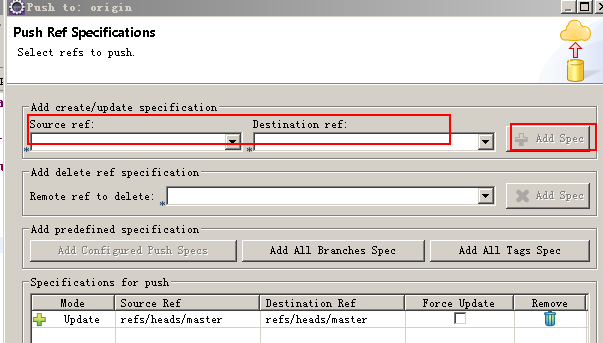 Push to: origin
Push Ref Specifications
Select refs to push.
Add create/update specification
Source ref: Destination ref:
* * Add Spec
Add delete ref specification
Remote ref to delete: * Add Spec
Add predefined specification
Add Configured Push Specs Add All Branches Spec Add All Tags Spec
Specifications for push
Mode Source Ref Destination Ref Force Update Remove
Update refs/heads/master refs/heads/master